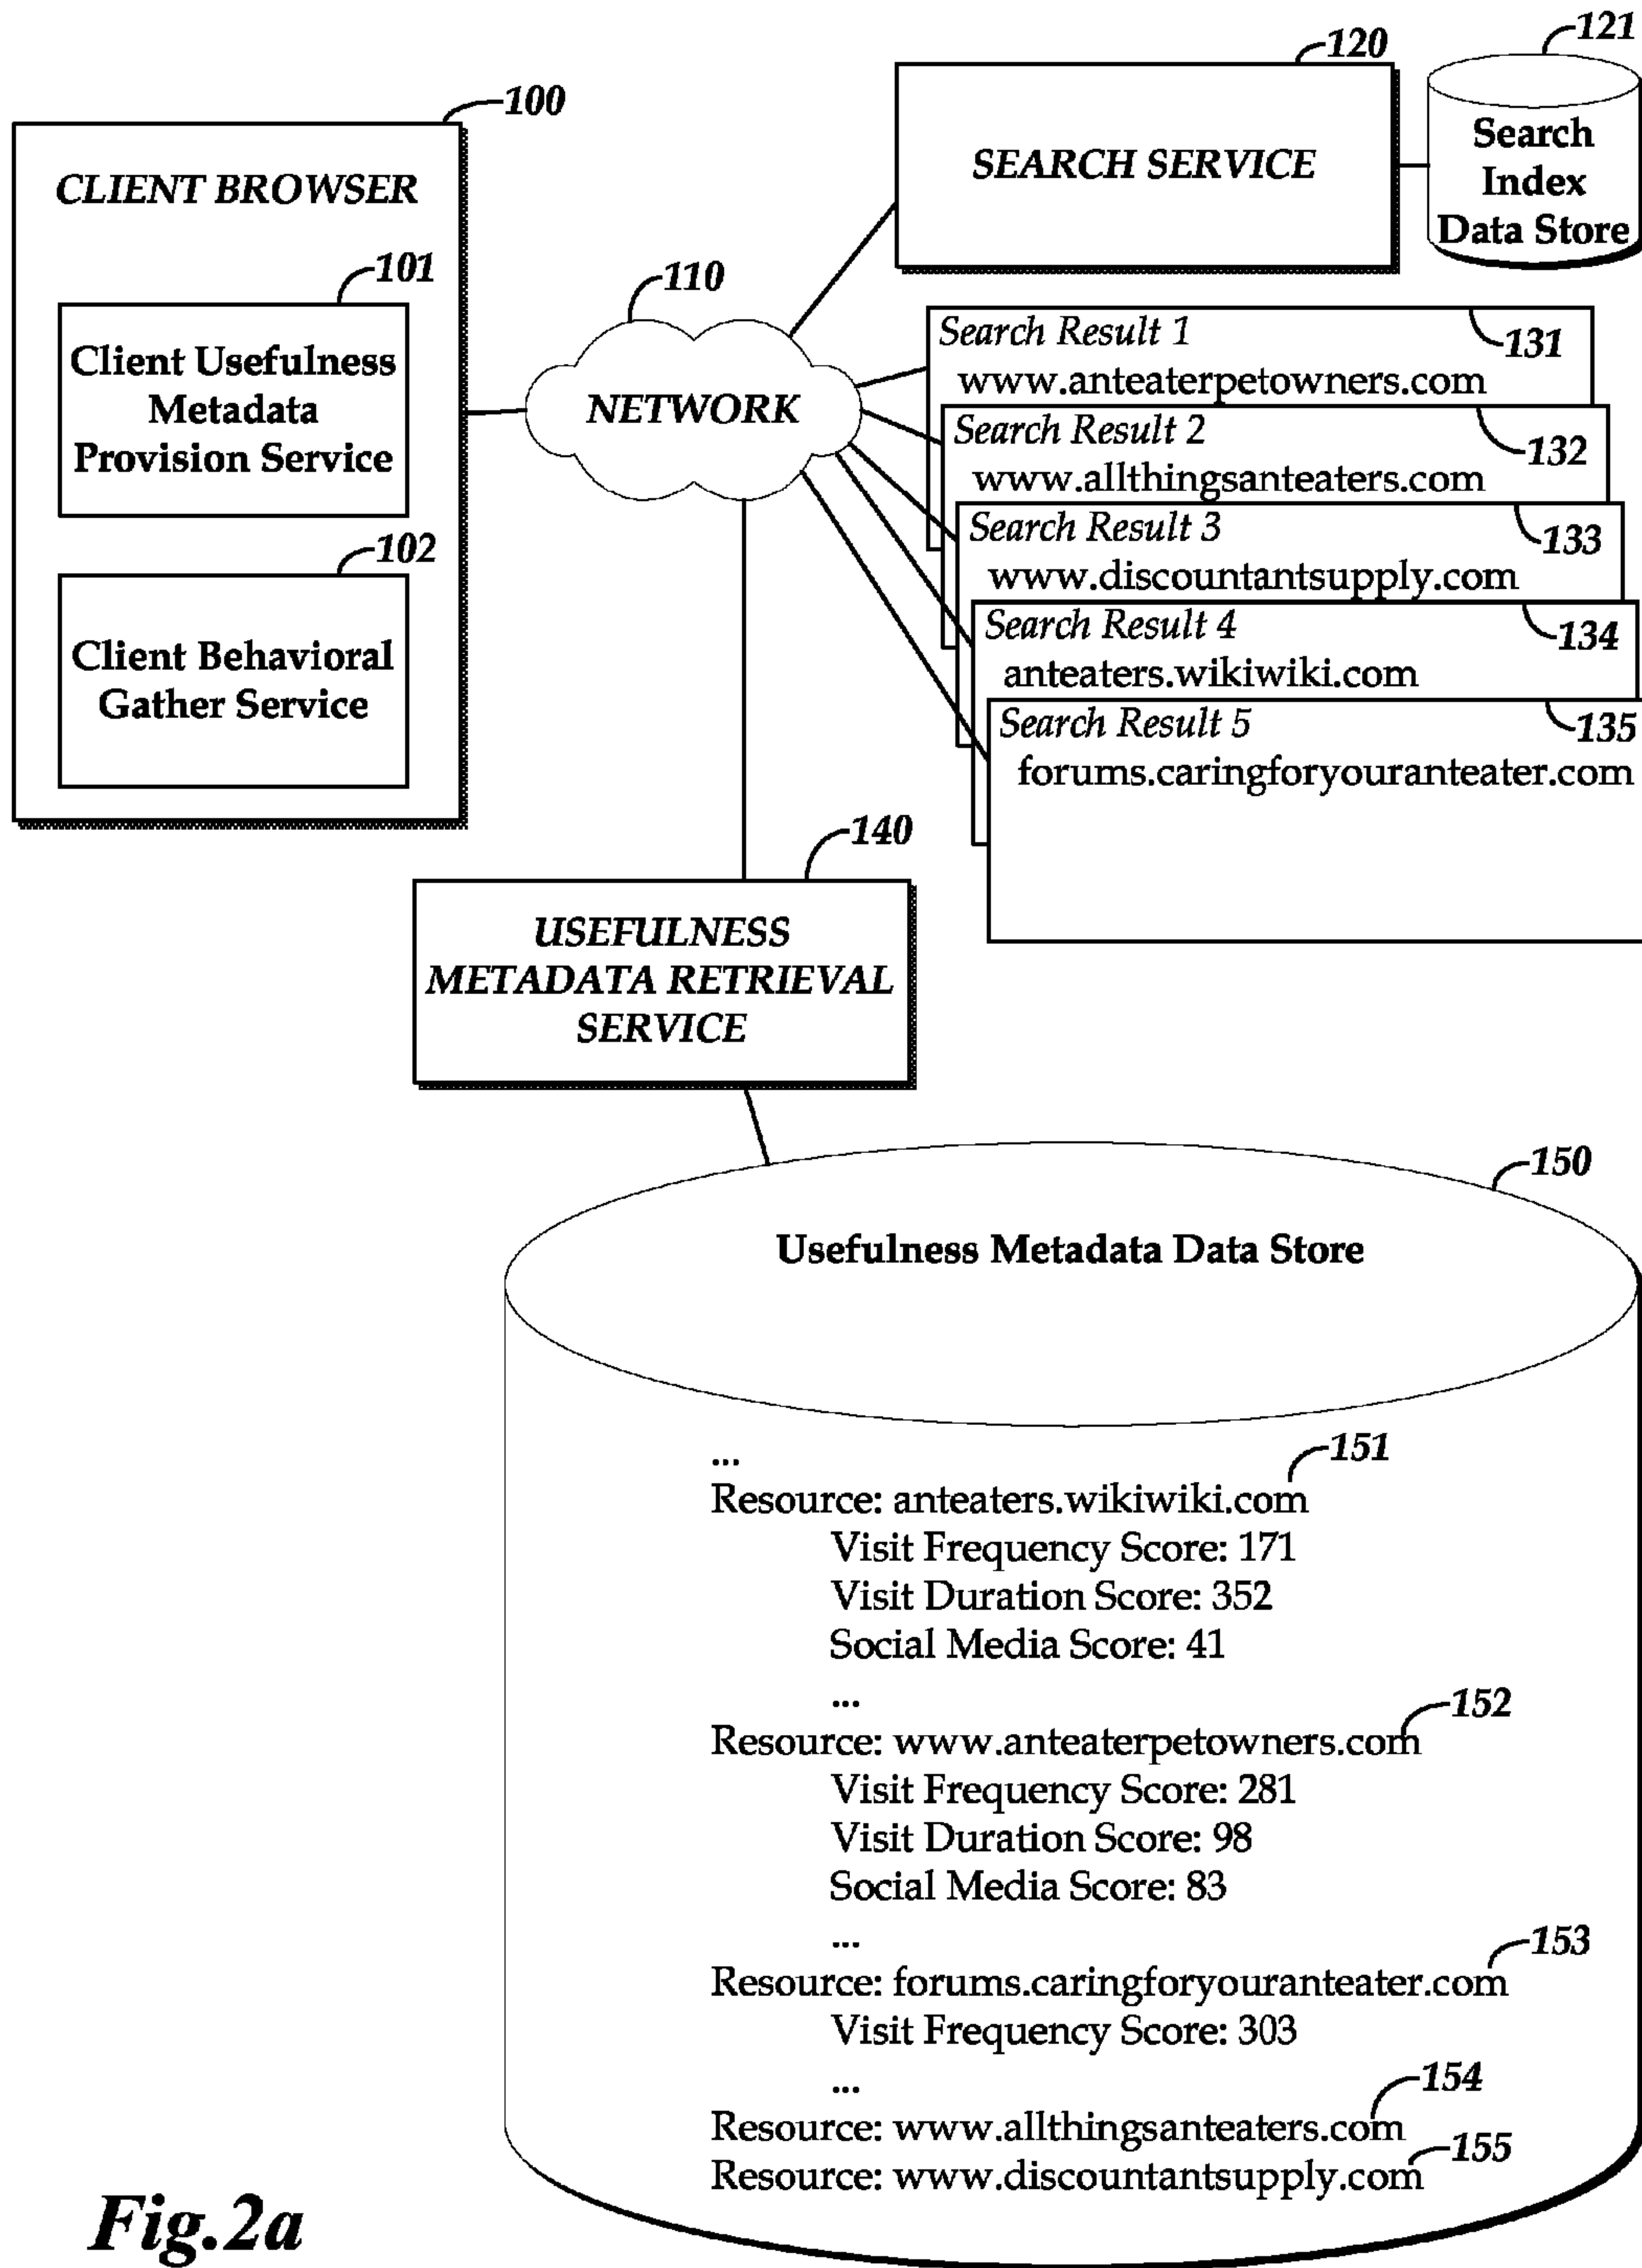 121
120
Search
Index
Data Store
SEARCH SERVICE
100
CLIENT BROWSER
101
Client Usefulness
Metadata
Provision Service
102
Client Behavioral
Gather Service
110
NETWORK
Search Result 1
131
www.anteaterpetowners.com
Search Result 2
132
www.allthingsanteaters.com
Search Result 3
133
www.discountantsupply.com
Search Result 4
134
anteaters.wikiwiki.com
Search Result 5
135
forums.caringforyouranteater.com
140
USEFULNESS
METADATA RETRIEVAL
SERVICE
150
Usefulness Metadata Data Store
...
151
Resource: anteaters.wikiwiki.com
Visit Frequency Score: 171
Visit Duration Score: 352
Social Media Score: 41
...
152
Resource: www.anteaterpetowners.com
Visit Frequency Score: 281
Visit Duration Score: 98
Social Media Score: 83
...
153
Resource: forums.caringforyouranteater.com
Visit Frequency Score: 303
...
154
Resource: www.allthingsanteaters.com
155
Resource: www.discountantsupply.com
Fig.2a